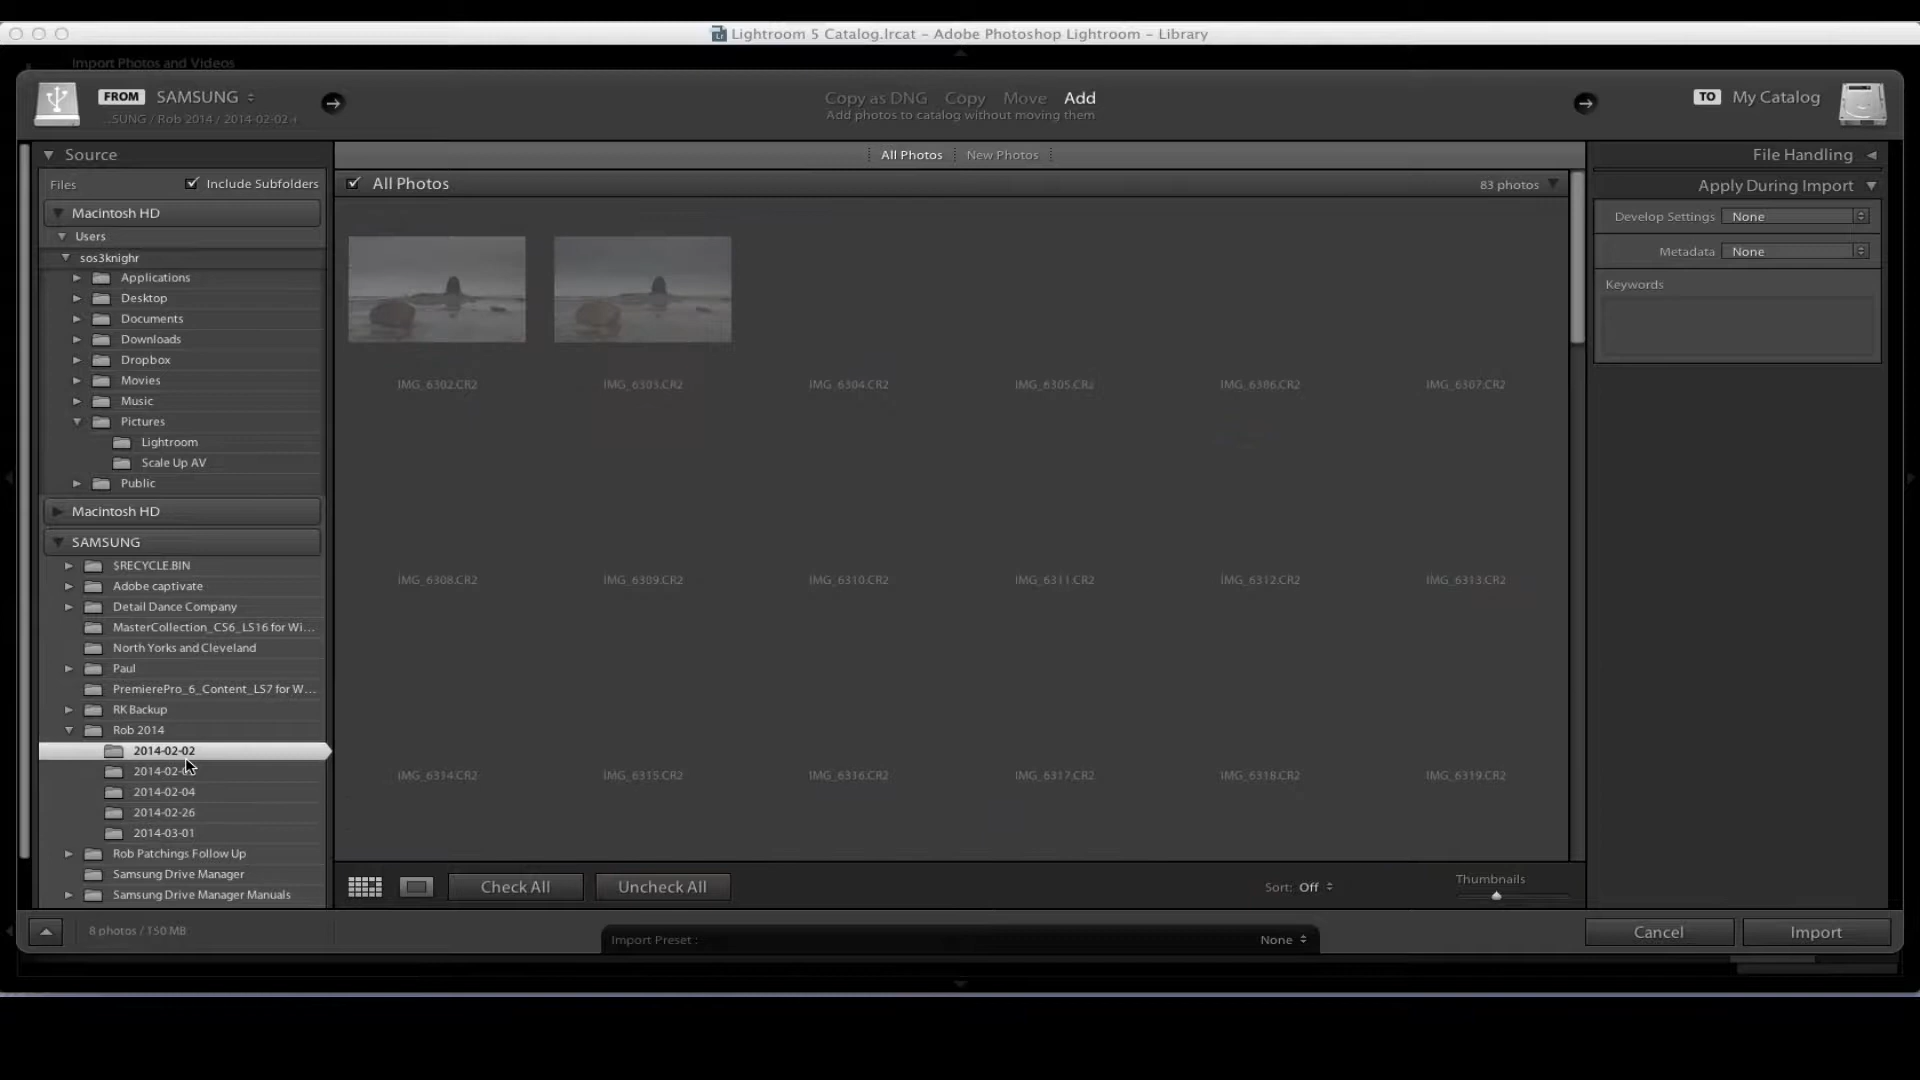 Lightroom 5 Catalog.lrcat – Adobe Photoshop Lightroom – Library
Import Photos and Videos
FROM SAMSUNG
...SUNG / Rob 2014 / 2014-02-02
Copy as DNG Copy Move Add
Add photos to catalog without moving them
TO My Catalog
Source
Files
Include Subfolders
Macintosh HD
Users
sos3knighr
Applications
Desktop
Documents
Downloads
Dropbox
Movies
Music
Pictures
Lightroom
Scale Up AV
Public
Macintosh HD
SAMSUNG
$RECYCLE.BIN
Adobe captivate
Detail Dance Company
MasterCollection_CS6_LS16 for Wi...
North Yorks and Cleveland
Paul
PremierePro_6_Content_LS7 for W...
RK Backup
Rob 2014
2014-02-02
2014-02-
2014-02-04
2014-02-26
2014-03-01
Rob Patchings Follow Up
Samsung Drive Manager
Samsung Drive Manager Manuals
8 photos / 150 MB
All Photos New Photos
All Photos
83 photos
IMG_6302.CR2 IMG_6303.CR2 IMG_6304.CR2 IMG_6305.CR2 IMG_6306.CR2 IMG_6307.CR2
IMG_6308.CR2 IMG_6309.CR2 IMG_6310.CR2 IMG_6311.CR2 IMG_6312.CR2 IMG_6313.CR2
IMG_6314.CR2 IMG_6315.CR2 IMG_6316.CR2 IMG_6317.CR2 IMG_6318.CR2 IMG_6319.CR2
Check All Uncheck All
Sort: Off
Thumbnails
Import Preset : None
File Handling
Apply During Import
Develop Settings None
Metadata None
Keywords
Cancel Import